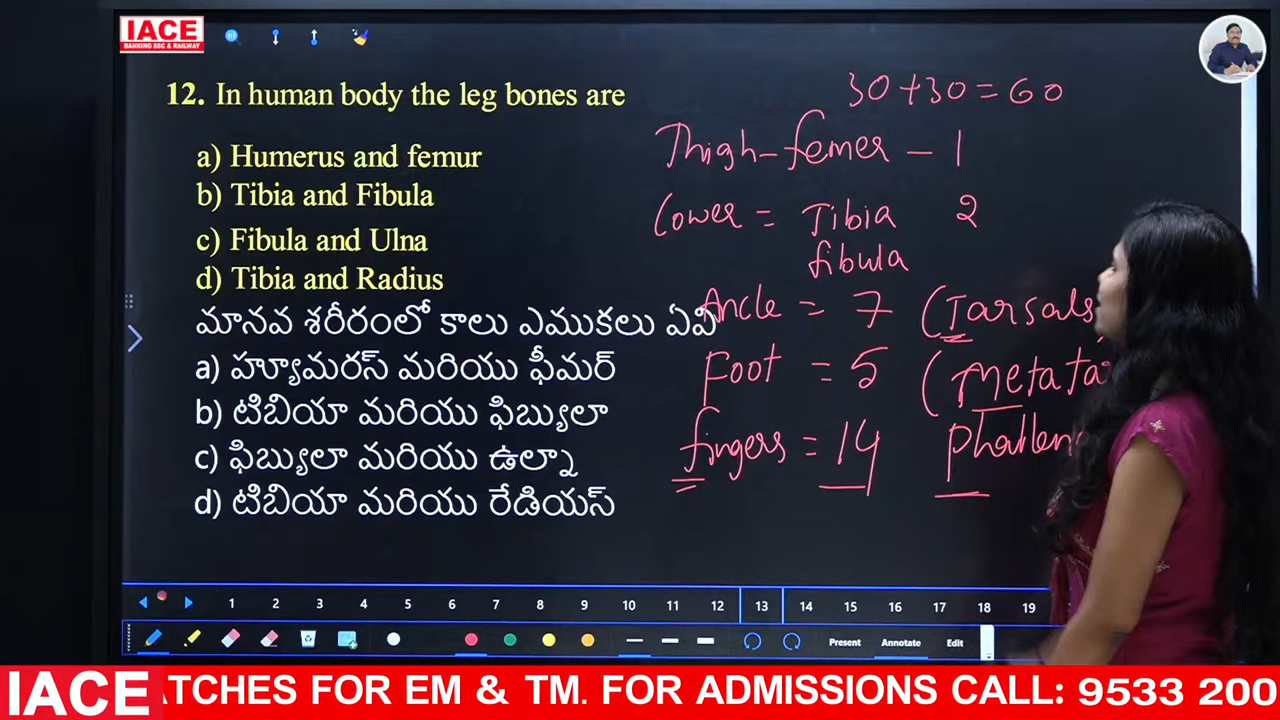 IACE
BANKING SSC & RAILWAY
12. In human body the leg bones are
a) Humerus and femur
b) Tibia and Fibula
c) Fibula and Ulna
d) Tibia and Radius
మానవ శరీరంలో కాలు ఎముకలు ఏవి
a) హ్యూమరస్ మరియు ఫీమర్
b) టిబియా మరియు ఫిబ్యులా
c) ఫిబ్యులా మరియు ఉల్నా
d) టిబియా మరియు రేడియస్
30+30=60
Thigh-femer-1
Lower = Tibia 2
fibula
Ancle = 7 (Tarsals
Foot = 5 (Metata
fingers = 14 phallen
1 2 3 4 5 6 7 8 9 10 11 12 13 14 15 16 17 18 19
Present Annotate Edit
IACE ATCHES FOR EM & TM. FOR ADMISSIONS CALL: 9533 200